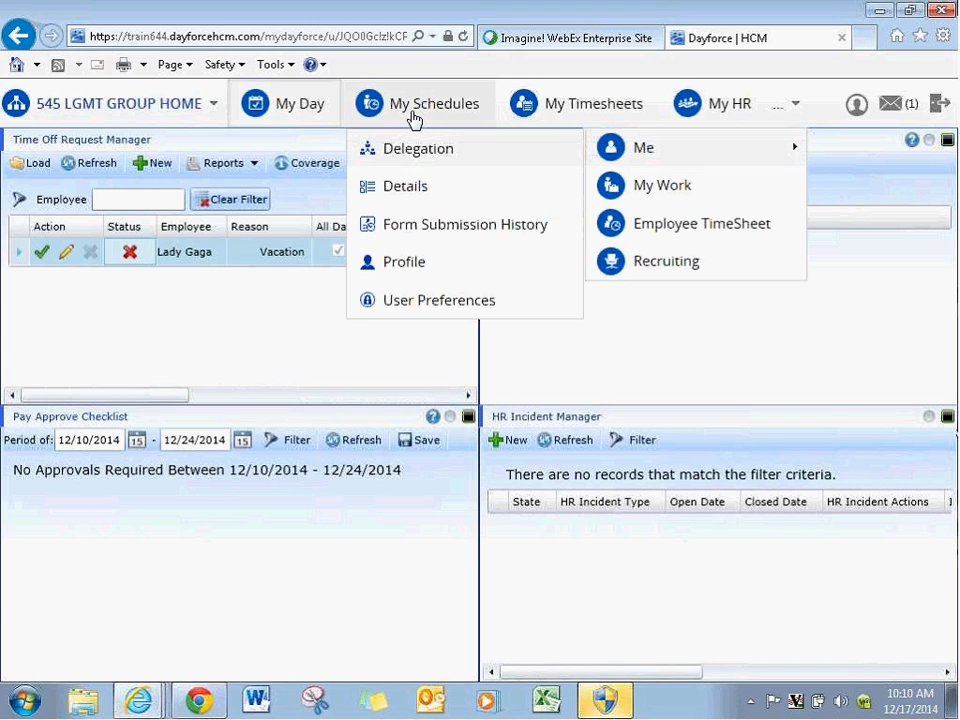 https://train644.dayforcehcm.com/mydayforce/u/
Imagine! WebEx Enterprise Site
Dayforce | HCM
Page
Safety
Tools
545 LGMT GROUP HOME
My Day
My Schedules
My Timesheets
My HR
...
(1)
Time Off Request Manager
Load
Refresh
New
Reports
Coverage
Employee
Clear Filter
Action
Status
Employee
Reason
All Da
Lady Gaga
Vacation
Delegation
Details
Form Submission History
Profile
User Preferences
Me
My Work
Employee TimeSheet
Recruiting
Pay Approve Checklist
Period of: 12/10/2014 15 - 12/24/2014 15
Filter
Refresh
Save
No Approvals Required Between 12/10/2014 - 12/24/2014
HR Incident Manager
New
Refresh
Filter
There are no records that match the filter criteria.
State
HR Incident Type
Open Date
Closed Date
HR Incident Actions
10:10 AM
12/17/2014